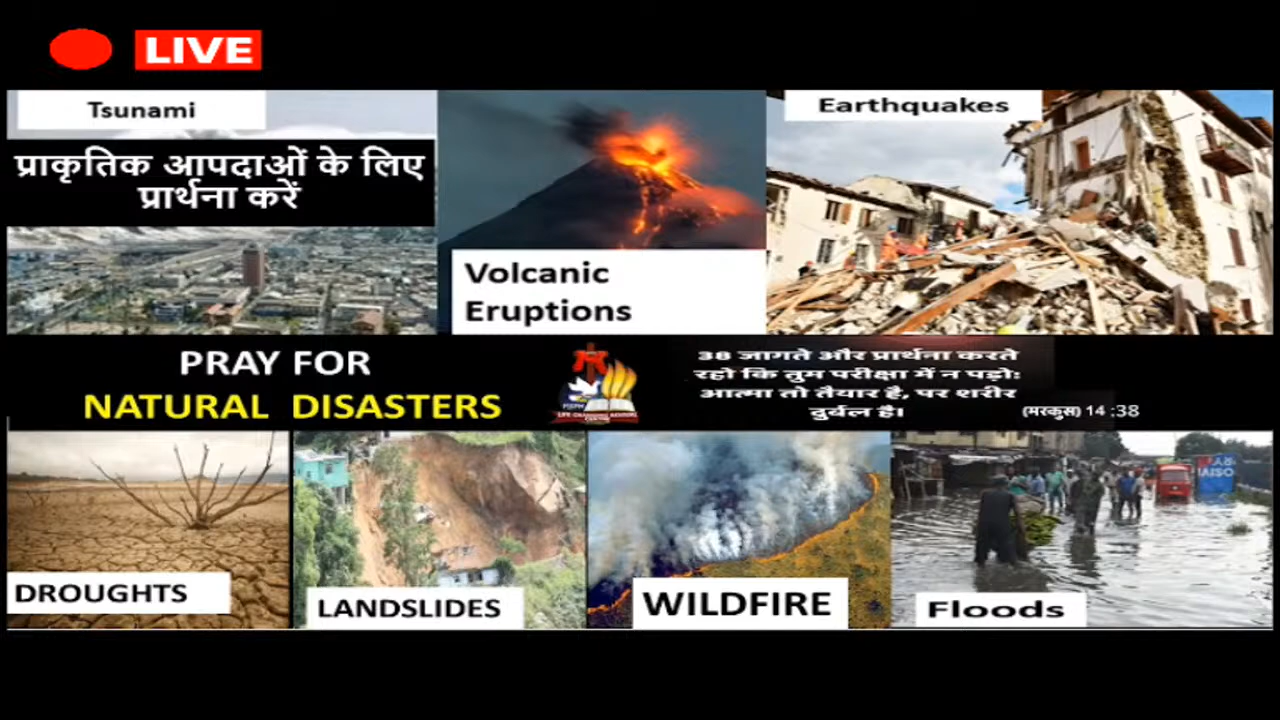 LIVE
Tsunami
प्राकृतिक आपदाओं के लिए
प्रार्थना करें
Volcanic
Eruptions
Earthquakes
PRAY FOR
NATURAL DISASTERS
38 जागते और प्रार्थना करते
रहो कि तुम परीक्षा में न पड़ो:
आत्मा तो तैयार है, पर शरीर
दुर्बल है।
(मरकुस) 14 :38
DROUGHTS
LANDSLIDES
WILDFIRE
Floods